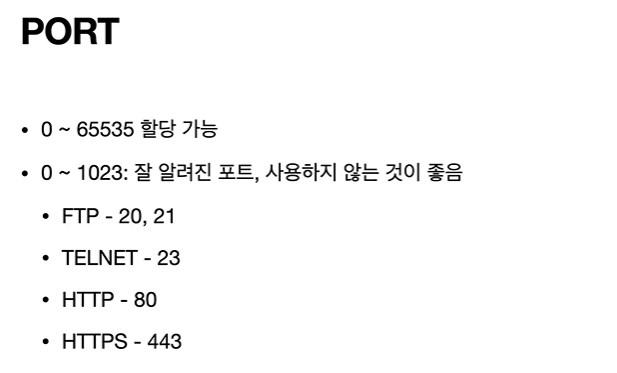 PORT
• 0 ~ 65535 할당 가능
• 0 ~ 1023: 잘 알려진 포트, 사용하지 않는 것이 좋음
• FTP - 20, 21
• TELNET - 23
• HTTP - 80
• HTTPS - 443